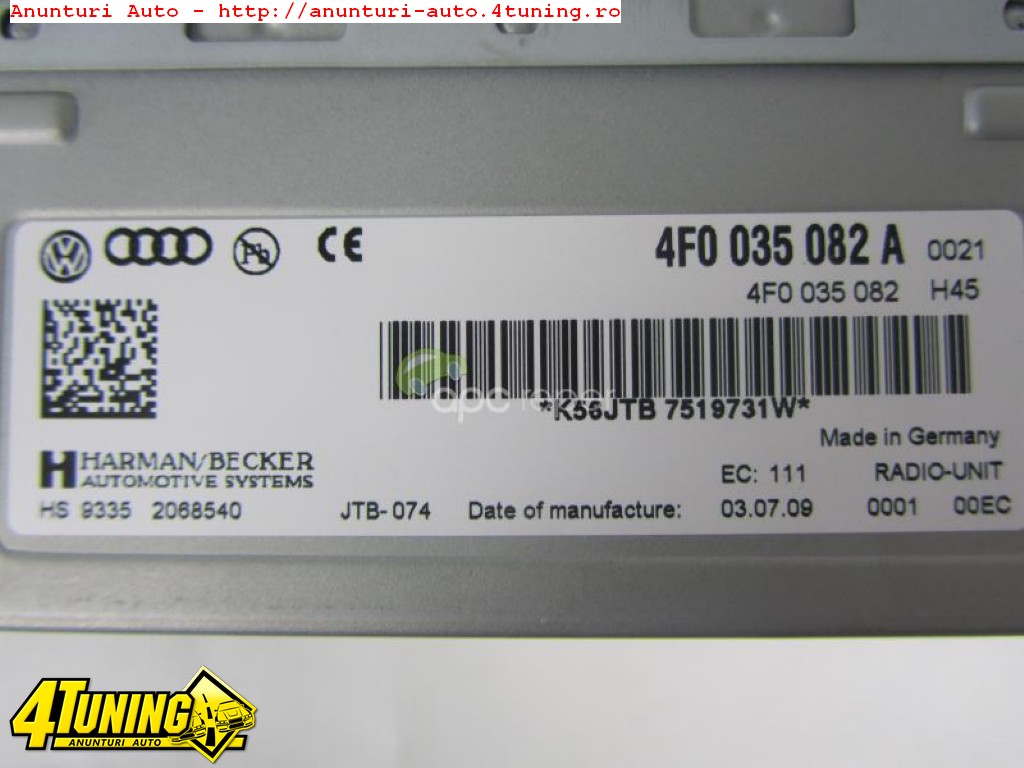 Anunturi Auto - http://anunturi-auto.4tuning.ro
4F0 035 082 A 0021
4F0 035 082 H45
apc
*K56JTB 7519731W*
Made in Germany
HARMAN/BECKER
AUTOMOTIVE SYSTEMS
EC: 111 RADIO-UNIT
HS 9335 2068540 JTB-074 Date of manufacture: 03.07.09 0001 00EC
4TUNING
ANUNTURI AUTO